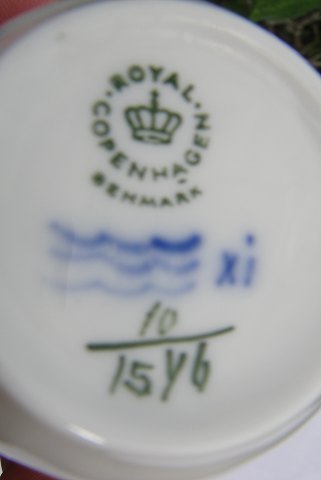 ROYAL
COPENHAGEN
DENMARK
xi
10
1546